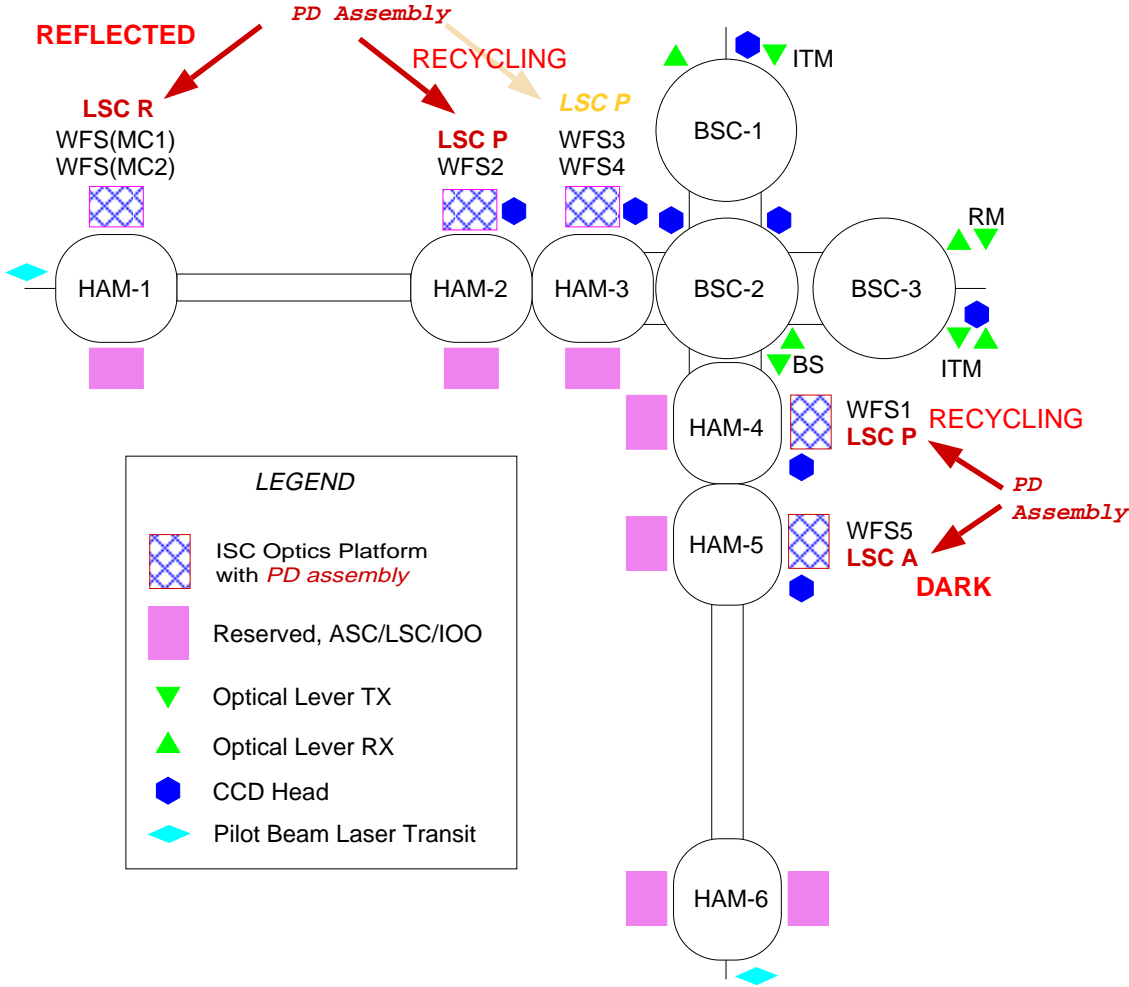 PD Assembly
REFLECTED
RECYCLING
ITM
LSC R
LSC P
WFS(MC1)
WFS(MC2)
LSC P
WFS2
WFS3
WFS4
BSC-1
RM
HAM-1
HAM-2
HAM-3
BSC-2
BSC-3
BS
ITM
HAM-4
WFS1
LSC P
RECYCLING
PD
Assembly
HAM-5
WFS5
LSC A
DARK
LEGEND
ISC Optics Platform
with PD assembly
Reserved, ASC/LSC/IOO
Optical Lever TX
Optical Lever RX
CCD Head
Pilot Beam Laser Transit
HAM-6